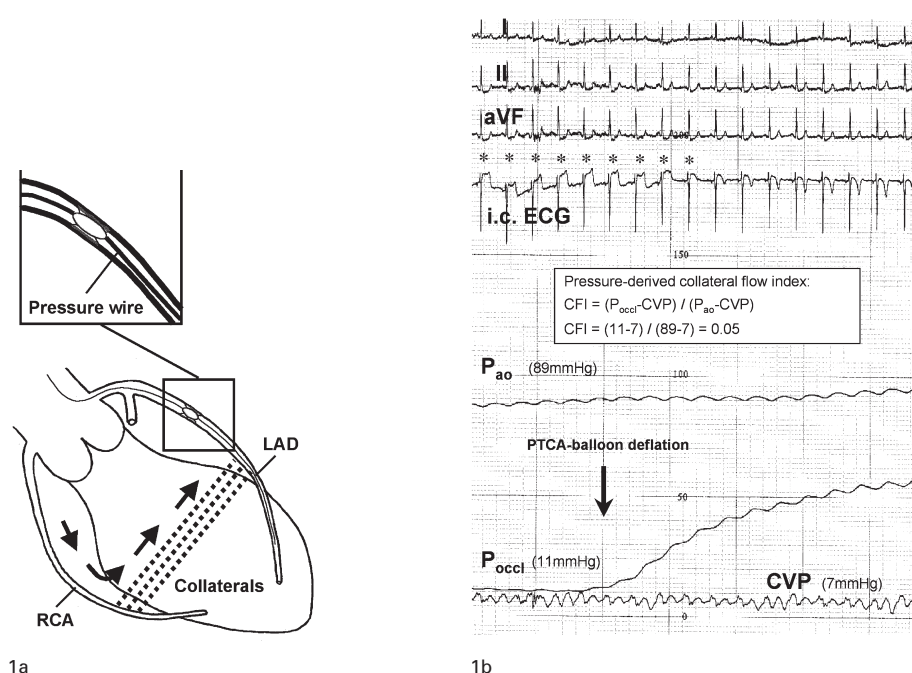 Pressure wire
LAD
Collaterals
RCA
1a
I
II
aVF
* * * * * * * * *
i.c. ECG
150
Pressure-derived collateral flow index:
CFI = (Poccl-CVP) / (Pao-CVP)
CFI = (11-7) / (89-7) = 0.05
Pao (89mmHg)
100
PTCA-balloon deflation
50
Poccl (11mmHg)
CVP (7mmHg)
0
1b